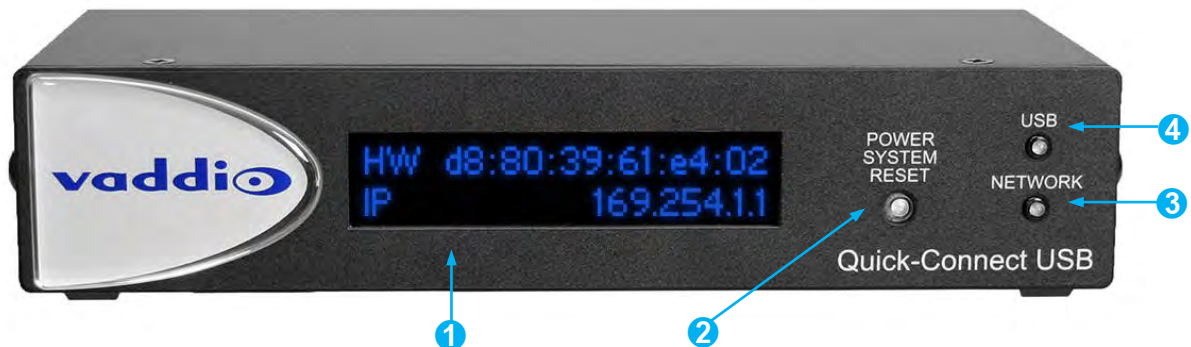 vaddio
HW d8:80:39:61:e4:02
IP 169.254.1.1
POWER
SYSTEM
RESET
USB
NETWORK
Quick-Connect USB
1
2
3
4